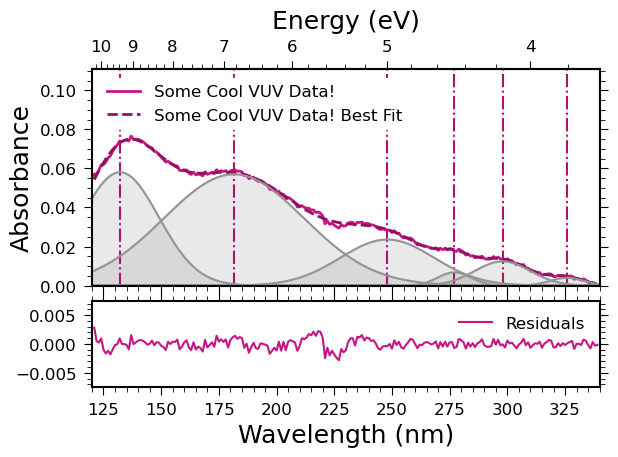 Energy (eV)
10 9 8 7 6 5 4
Absorbance
0.10
0.08
0.06
0.04
0.02
0.00
Some Cool VUV Data!
Some Cool VUV Data! Best Fit
0.005
0.000
−0.005
Residuals
125 150 175 200 225 250 275 300 325
Wavelength (nm)